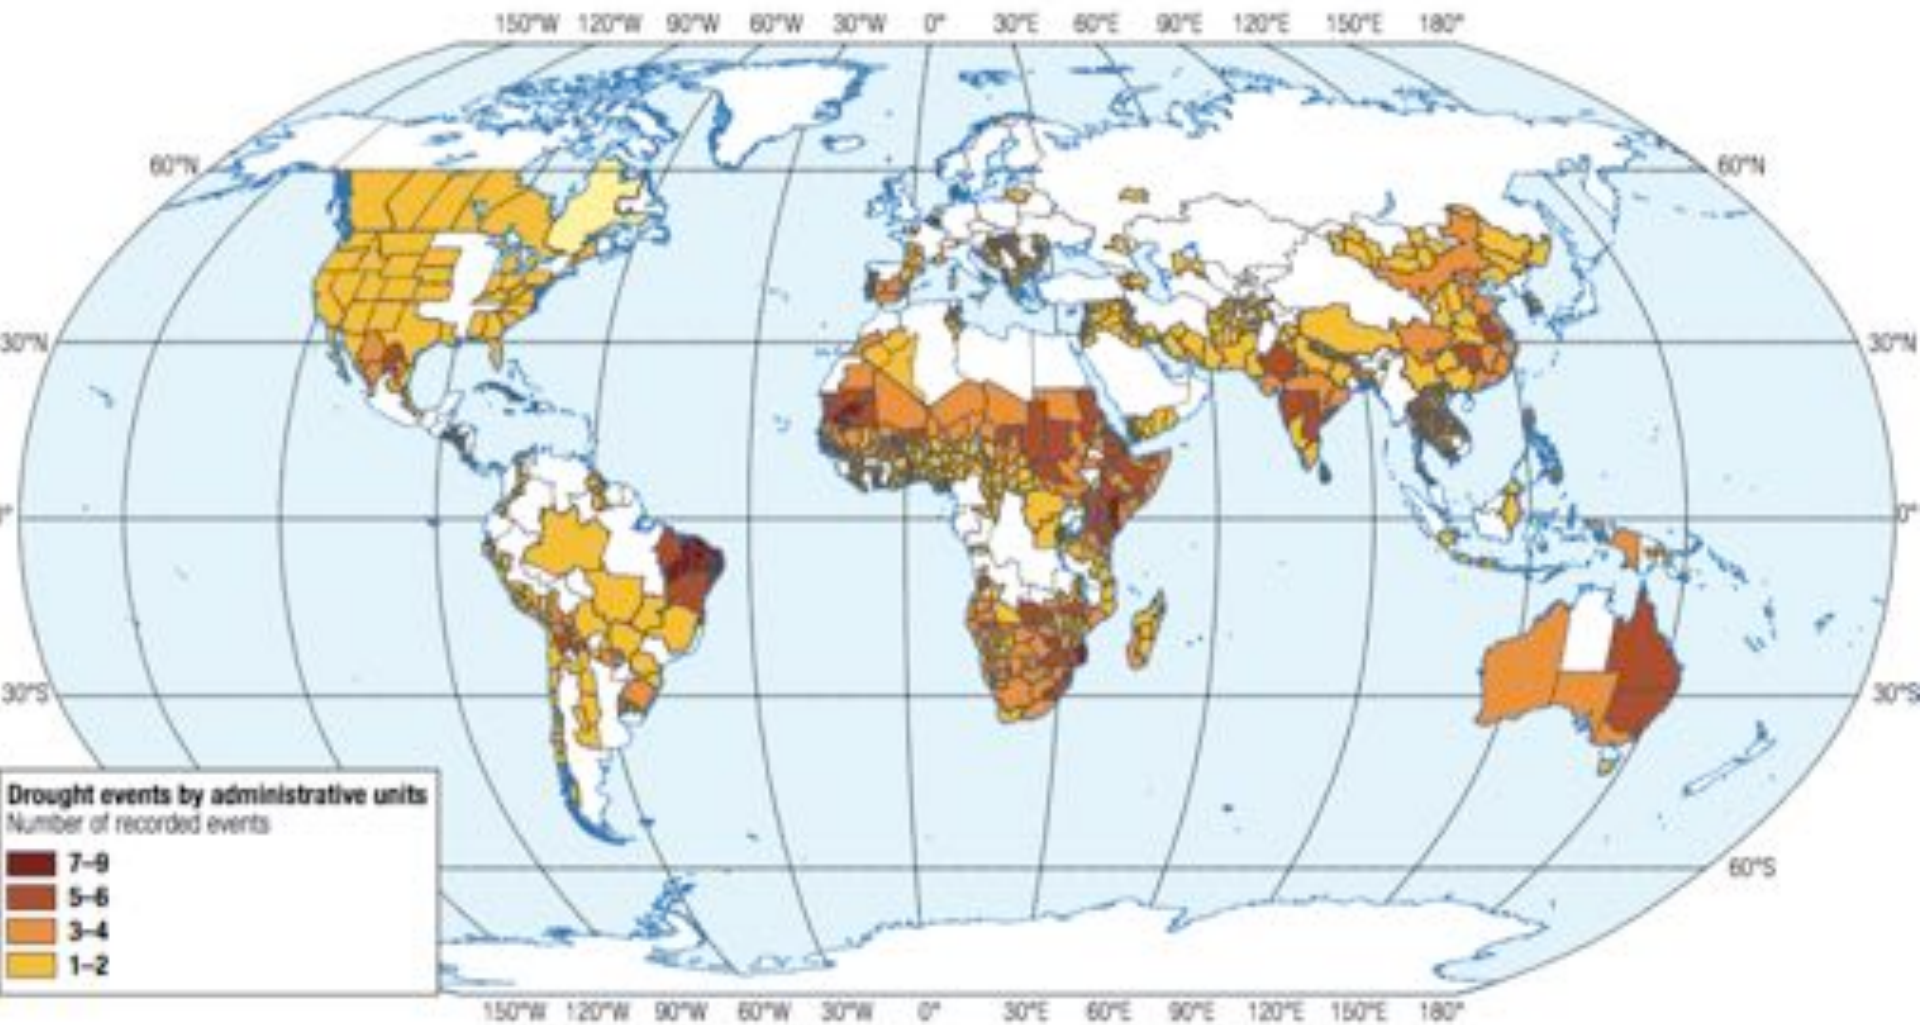 150°W 120°W 90°W 60°W 30°W 0° 30°E 60°E 90°E 120°E 150°E 180°
60°N 60°N
30°N 30°N
0° 0°
30°S 30°S
60°S
Drought events by administrative units
Number of recorded events
7–9
5–6
3–4
1–2
150°W 120°W 90°W 60°W 30°W 0° 30°E 60°E 90°E 120°E 150°E 180°